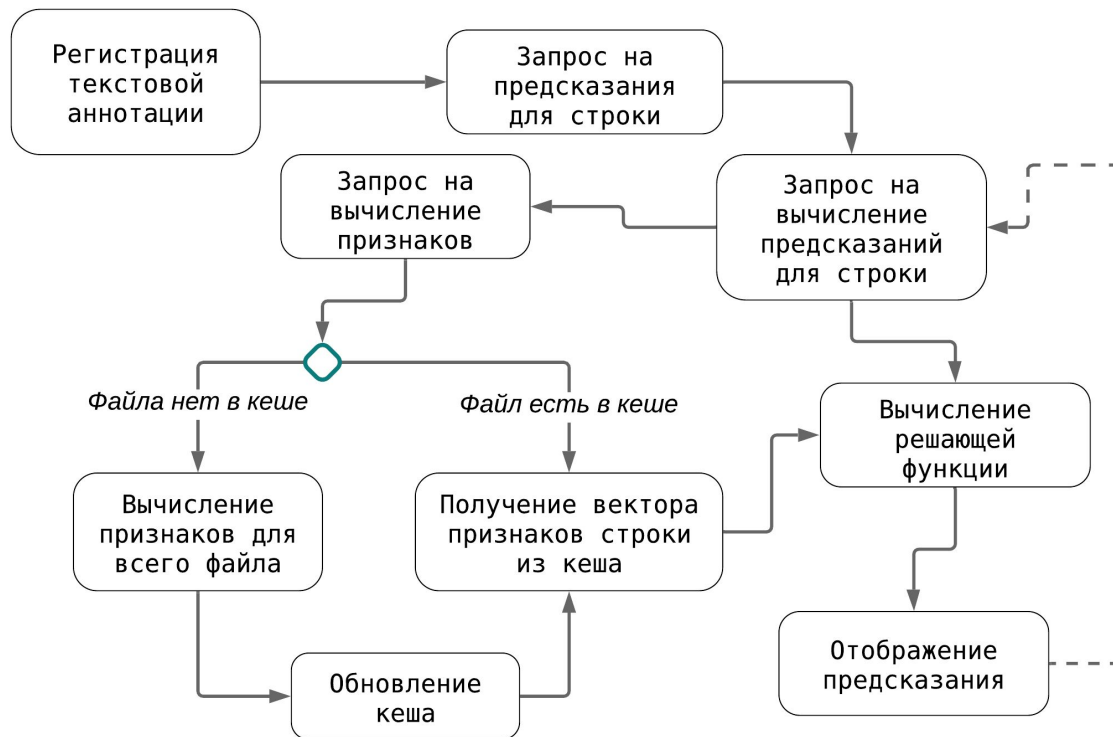 Регистрация
текстовой
аннотации
Запрос на
предсказания
для строки
Запрос на
вычисление
признаков
Запрос на
вычисление
предсказаний
для строки
Файла нет в кеше
Файл есть в кеше
Вычисление
решающей
функции
Вычисление
признаков для
всего файла
Получение вектора
признаков строки
из кеша
Обновление
кеша
Отображение
предсказания